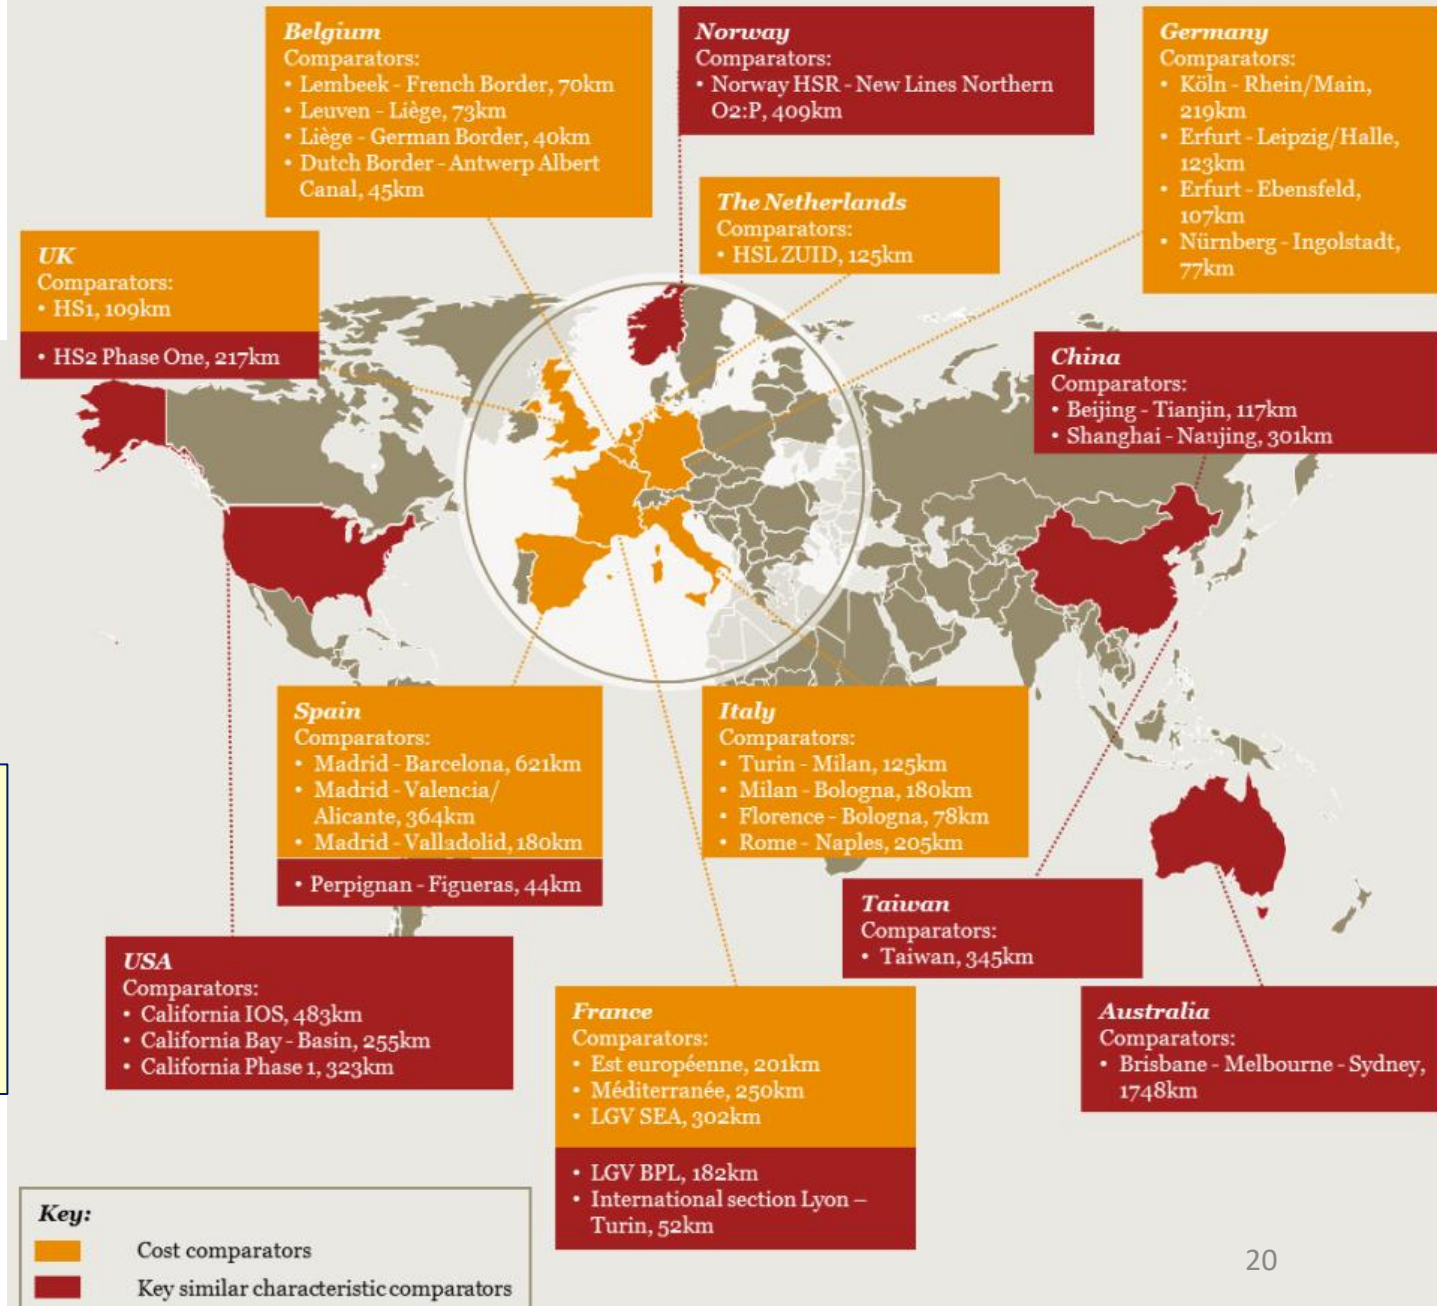 Belgium
Comparators:
• Lembeek - French Border, 70km
• Leuven - Liège, 73km
• Liège - German Border, 40km
• Dutch Border - Antwerp Albert
Canal, 45km
Norway
Comparators:
• Norway HSR - New Lines Northern
O2:P, 409km
Germany
Comparators:
• Köln - Rhein/Main,
219km
• Erfurt - Leipzig/Halle,
123km
• Erfurt - Ebensfeld,
107km
• Nürnberg - Ingolstadt,
77km
The Netherlands
Comparators:
• HSL ZUID, 125km
UK
Comparators:
• HS1, 109km
• HS2 Phase One, 217km
China
Comparators:
• Beijing - Tianjin, 117km
• Shanghai - Nanjing, 301km
Spain
Comparators:
• Madrid - Barcelona, 621km
• Madrid - Valencia/
Alicante, 364km
• Madrid - Valladolid, 180km
• Perpignan - Figueras, 44km
Italy
Comparators:
• Turin - Milan, 125km
• Milan - Bologna, 180km
• Florence - Bologna, 78km
• Rome - Naples, 205km
Taiwan
Comparators:
• Taiwan, 345km
USA
Comparators:
• California IOS, 483km
• California Bay - Basin, 255km
• California Phase 1, 323km
France
Comparators:
• Est européenne, 201km
• Méditerranée, 250km
• LGV SEA, 302km
• LGV BPL, 182km
• International section Lyon –
Turin, 52km
Australia
Comparators:
• Brisbane - Melbourne - Sydney,
1748km
Key:
Cost comparators
Key similar characteristic comparators
20